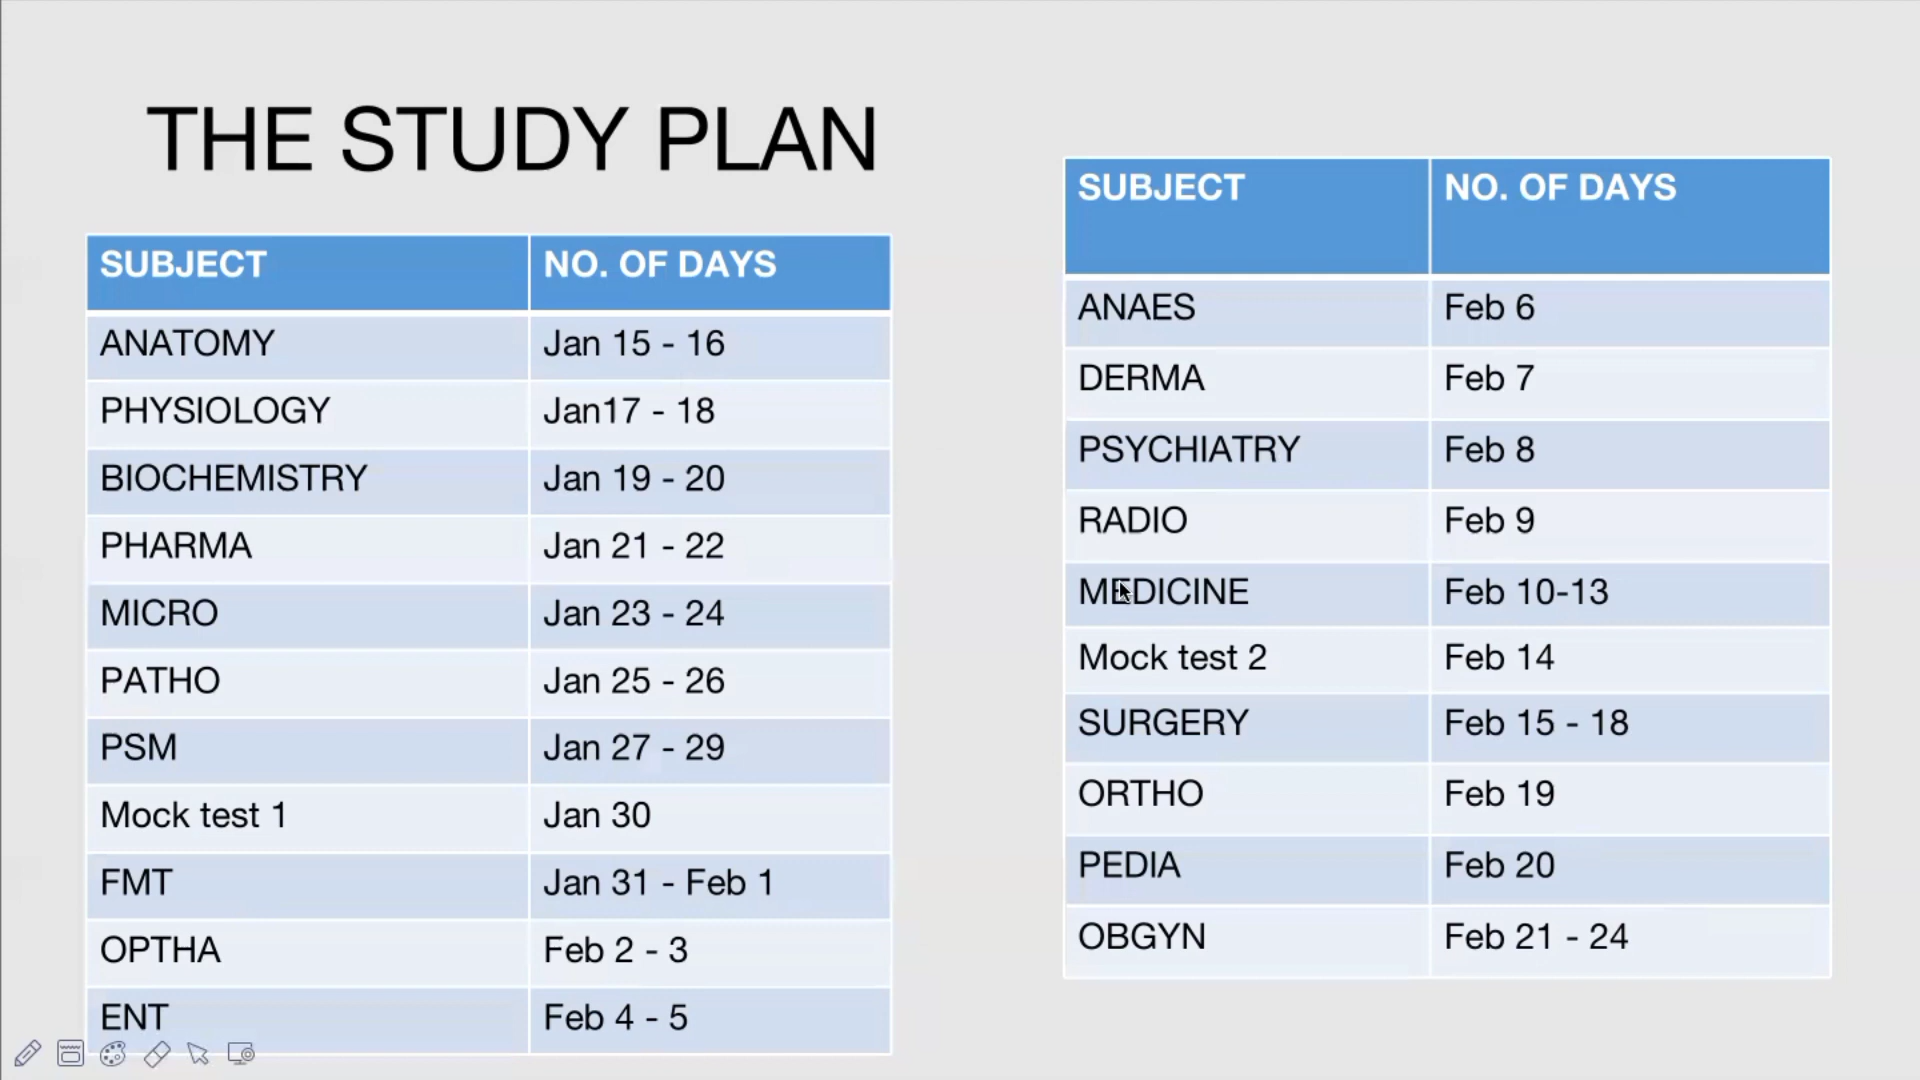 THE STUDY PLAN
SUBJECT NO. OF DAYS
ANATOMY Jan 15 - 16
PHYSIOLOGY Jan17 - 18
BIOCHEMISTRY Jan 19 - 20
PHARMA Jan 21 - 22
MICRO Jan 23 - 24
PATHO Jan 25 - 26
PSM Jan 27 - 29
Mock test 1 Jan 30
FMT Jan 31 - Feb 1
OPTHA Feb 2 - 3
ENT Feb 4 - 5
SUBJECT NO. OF DAYS
ANAES Feb 6
DERMA Feb 7
PSYCHIATRY Feb 8
RADIO Feb 9
MEDICINE Feb 10-13
Mock test 2 Feb 14
SURGERY Feb 15 - 18
ORTHO Feb 19
PEDIA Feb 20
OBGYN Feb 21 - 24